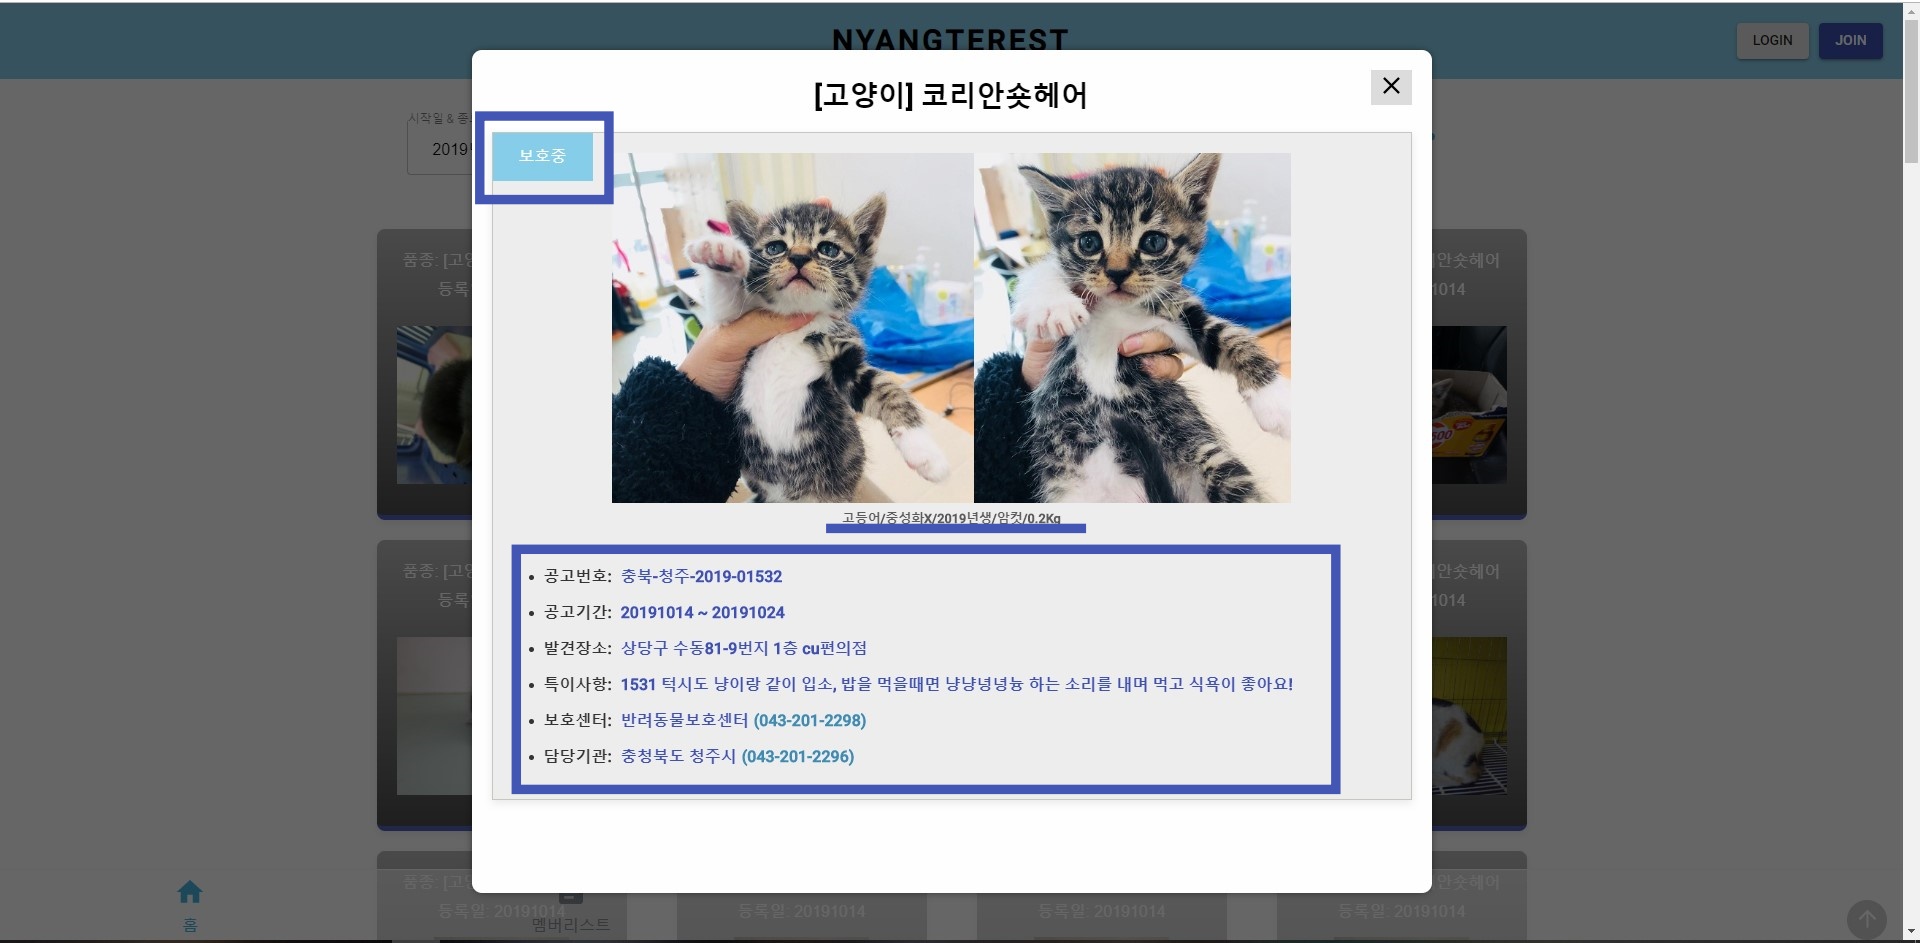 NYANGTEREST
LOGIN
JOIN
[고양이] 코리안숏헤어
시작일 & 종
2019
보호중
품종: [고
등록
안숏헤어
1014
고등어/중성화X/2019년생/암컷/0.2Kg
• 공고번호: 충북-청주-2019-01532
• 공고기간: 20191014 ~ 20191024
• 발견장소: 상당구 수동81-9번지 1층 cu편의점
• 특이사항: 1531 턱시도 냥이랑 같이 입소, 밥을 먹을때면 냥냥넝넝늉 하는 소리를 내며 먹고 식욕이 좋아요!
• 보호센터: 반려동물보호센터 (043-201-2298)
• 담당기관: 충청북도 청주시 (043-201-2296)
품종: [고
등록
안숏헤어
1014
품종: [고
안숏헤어
등록일: 20191014
등록일: 20191014
등록일: 20191014
등록일: 20191014
홈
멤버리스트